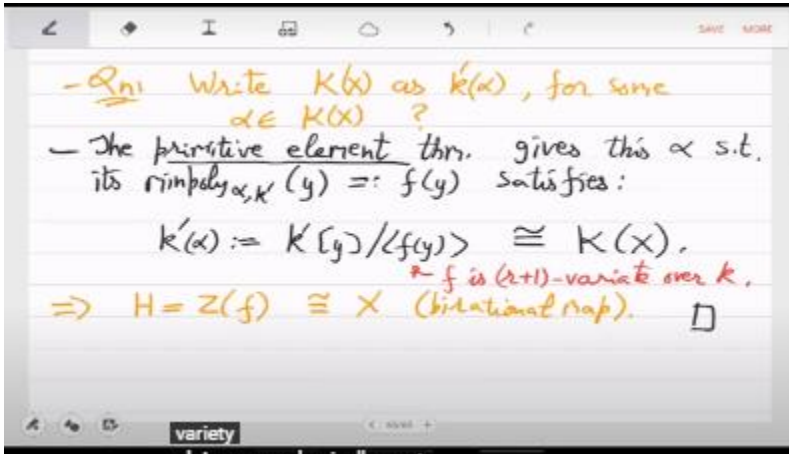 SAVE MORE
- Qn: Write K(X) as k'(α), for some
α ∈ K(X) ?
- The primitive element thm. gives this α s.t.
its minpoly α,k' (y) =: f(y) satisfies:
k'(α) := k'[y]/<f(y)> ≅ K(X).
f is (r+1)-variate over k.
=> H = Z(f) ≅ X (birational map). □
variety